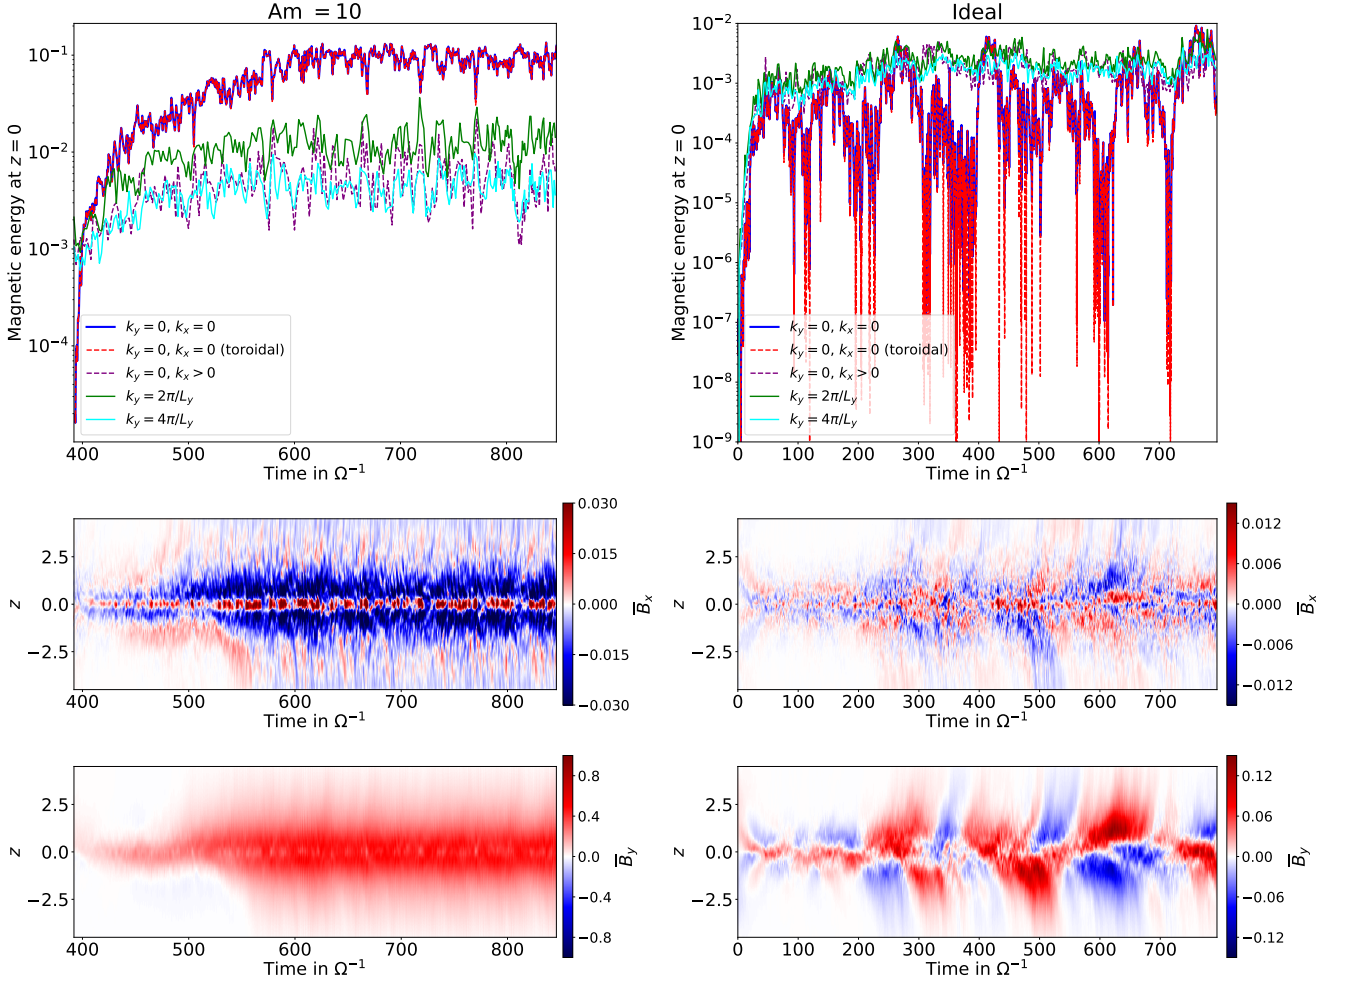 Am = 10
Magnetic energy at z = 0
10⁻¹
10⁻²
10⁻³
10⁻⁴
k_y = 0, k_x = 0
k_y = 0, k_x = 0 (toroidal)
k_y = 0, k_x > 0
k_y = 2π/L_y
k_y = 4π/L_y
400 500 600 700 800
Time in Ω⁻¹
Ideal
Magnetic energy at z = 0
10⁻²
10⁻³
10⁻⁴
10⁻⁵
10⁻⁶
10⁻⁷
10⁻⁸
10⁻⁹
k_y = 0, k_x = 0
k_y = 0, k_x = 0 (toroidal)
k_y = 0, k_x > 0
k_y = 2π/L_y
k_y = 4π/L_y
0 100 200 300 400 500 600 700
Time in Ω⁻¹
z
2.5
0.0
−2.5
400 500 600 700 800
Time in Ω⁻¹
0.030
0.015
0.000
−0.015
−0.030
B̅_x
z
2.5
0.0
−2.5
0 100 200 300 400 500 600 700
Time in Ω⁻¹
0.012
0.006
0.000
−0.006
−0.012
B̅_x
z
2.5
0.0
−2.5
400 500 600 700 800
Time in Ω⁻¹
0.8
0.4
0.0
−0.4
−0.8
B̅_y
z
2.5
0.0
−2.5
0 100 200 300 400 500 600 700
Time in Ω⁻¹
0.12
0.06
0.00
−0.06
−0.12
B̅_y